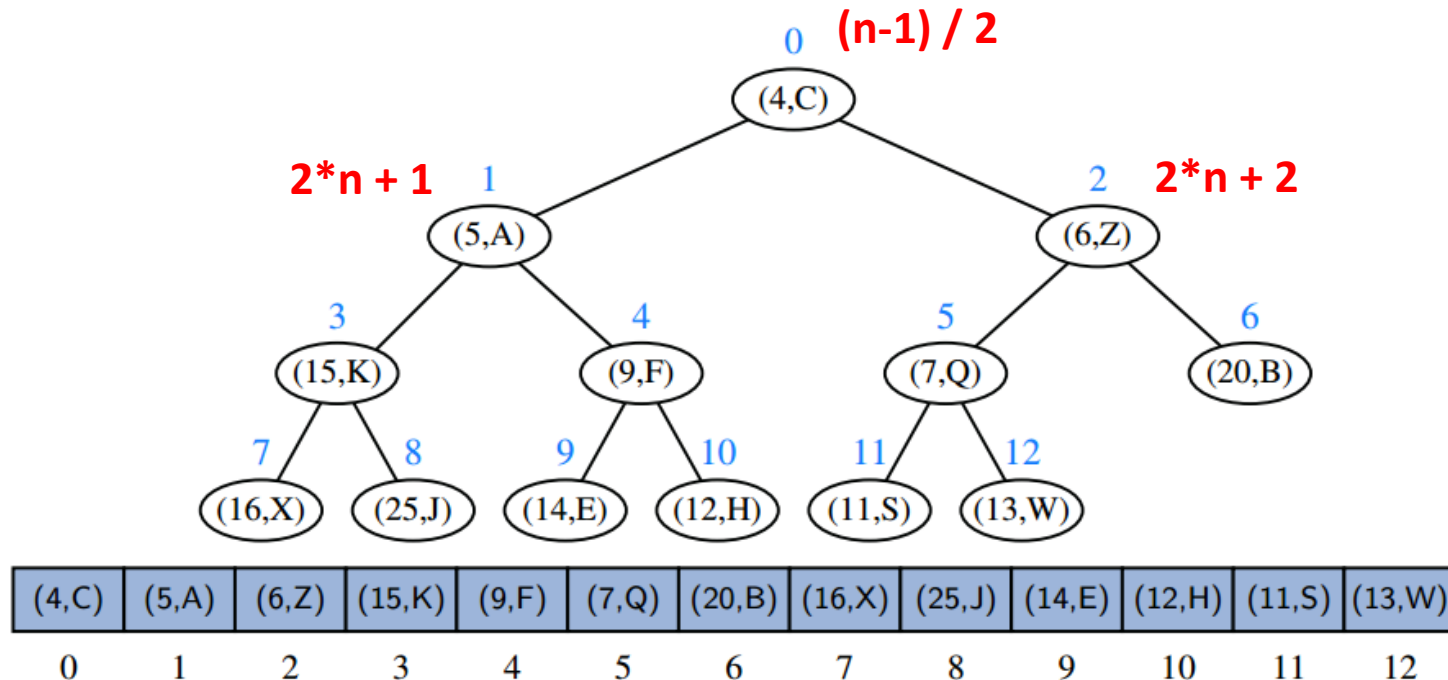 0 (n-1) / 2
(4,C)
2*n + 1 1 2 2*n + 2
(5,A) (6,Z)
3 4 5 6
(15,K) (9,F) (7,Q) (20,B)
7 8 9 10 11 12
(16,X) (25,J) (14,E) (12,H) (11,S) (13,W)
(4,C) (5,A) (6,Z) (15,K) (9,F) (7,Q) (20,B) (16,X) (25,J) (14,E) (12,H) (11,S) (13,W)
0 1 2 3 4 5 6 7 8 9 10 11 12